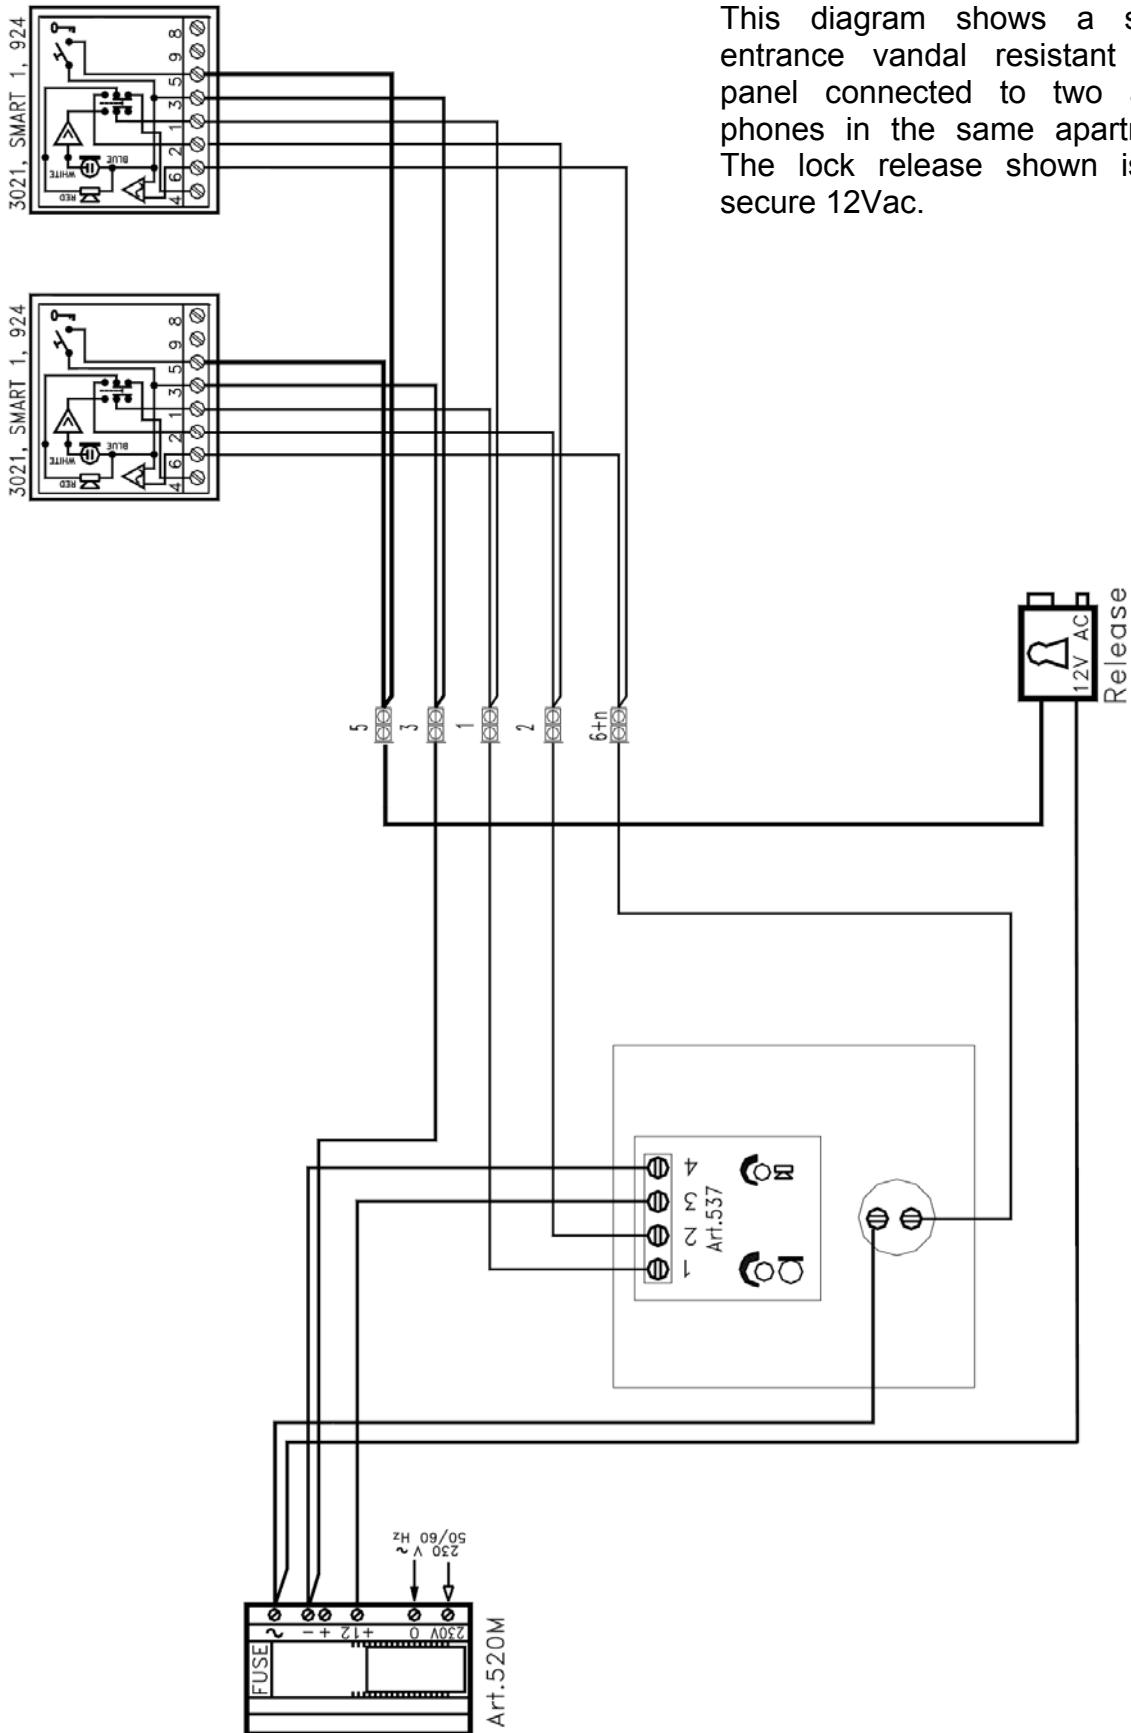 This diagram shows a s
entrance vandal resistant
panel connected to two
phones in the same apart
The lock release shown is
secure 12Vac.
3021, SMART 1, 924
8
9
5
3
1
2
6
4
WHITE
BLUE
RED
3021, SMART 1, 924
8
9
5
3
1
2
6
4
WHITE
BLUE
RED
5
3
1
2
6+n
12V AC
Release
4
3
2
1
Art.537
230 V ~
50/60 Hz
FUSE
~
-
+
+12
0
230V
Art.520M